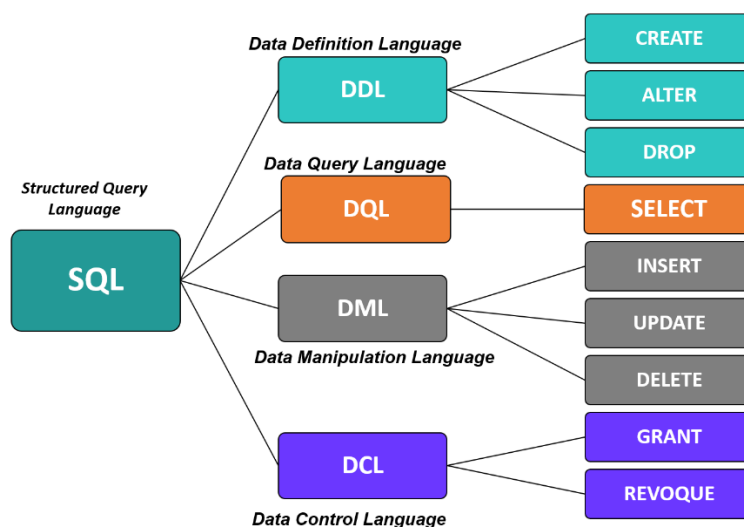 Data Definition Language
DDL
CREATE
ALTER
DROP
Data Query Language
DQL
SELECT
Structured Query
Language
SQL
INSERT
UPDATE
DELETE
DML
Data Manipulation Language
GRANT
REVOQUE
DCL
Data Control Language